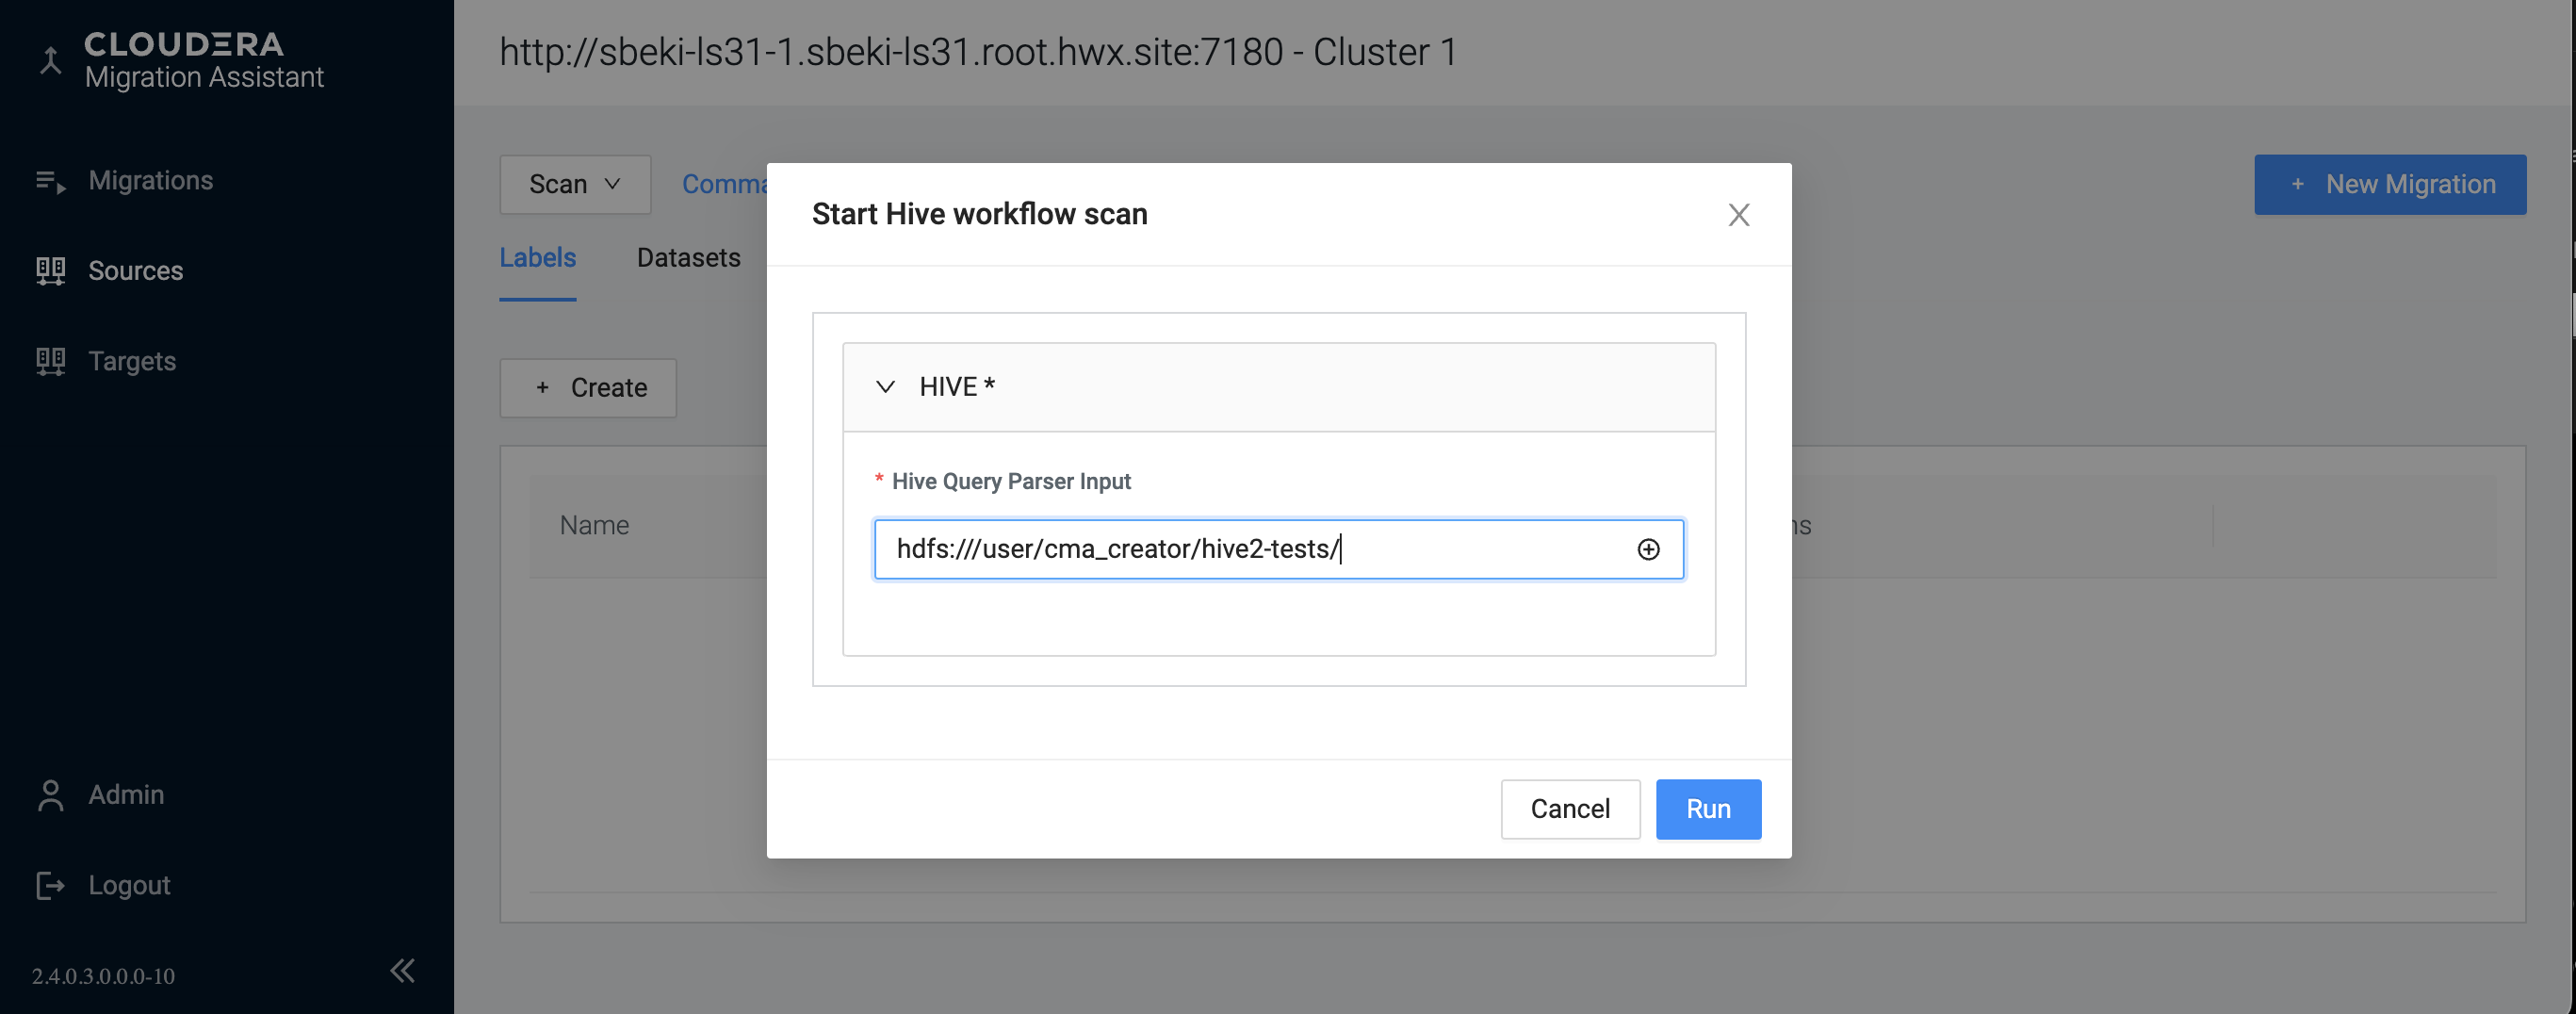 CLOUDERA
Migration Assistant
Migrations
Sources
Targets
Admin
Logout
2.4.0.3.0.0.0-10
http://sbeki-ls31-1.sbeki-ls31.root.hwx.site:7180 - Cluster 1
Scan
+ New Migration
Labels Datasets
+ Create
Name
Start Hive workflow scan
HIVE *
* Hive Query Parser Input
hdfs:///user/cma_creator/hive2-tests/
Cancel Run